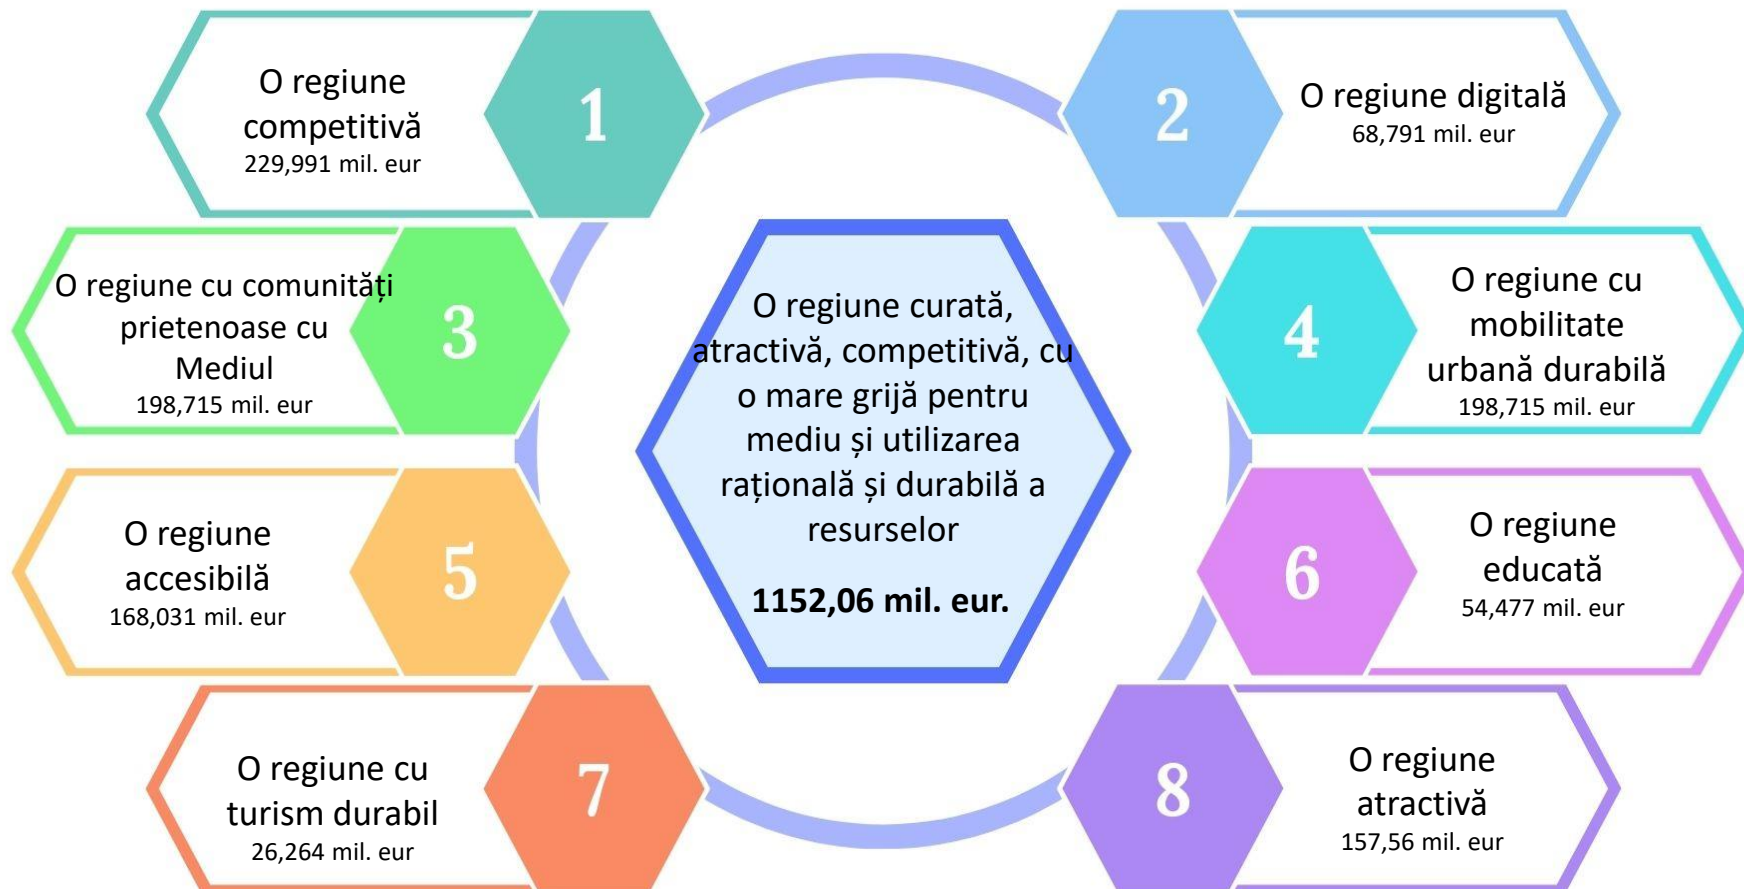 O regiune
competitivă
229,991 mil. eur
1
2
O regiune digitală
68,791 mil. eur
O regiune cu comunități
prietenoase cu
Mediul
198,715 mil. eur
3
O regiune curată,
atractivă, competitivă, cu
o mare grijă pentru
mediu și utilizarea
rațională și durabilă a
resurselor
1152,06 mil. eur.
4
O regiune cu
mobilitate
urbană durabilă
198,715 mil. eur
O regiune
accesibilă
168,031 mil. eur
5
6
O regiune
educată
54,477 mil. eur
O regiune cu
turism durabil
26,264 mil. eur
7
8
O regiune
atractivă
157,56 mil. eur